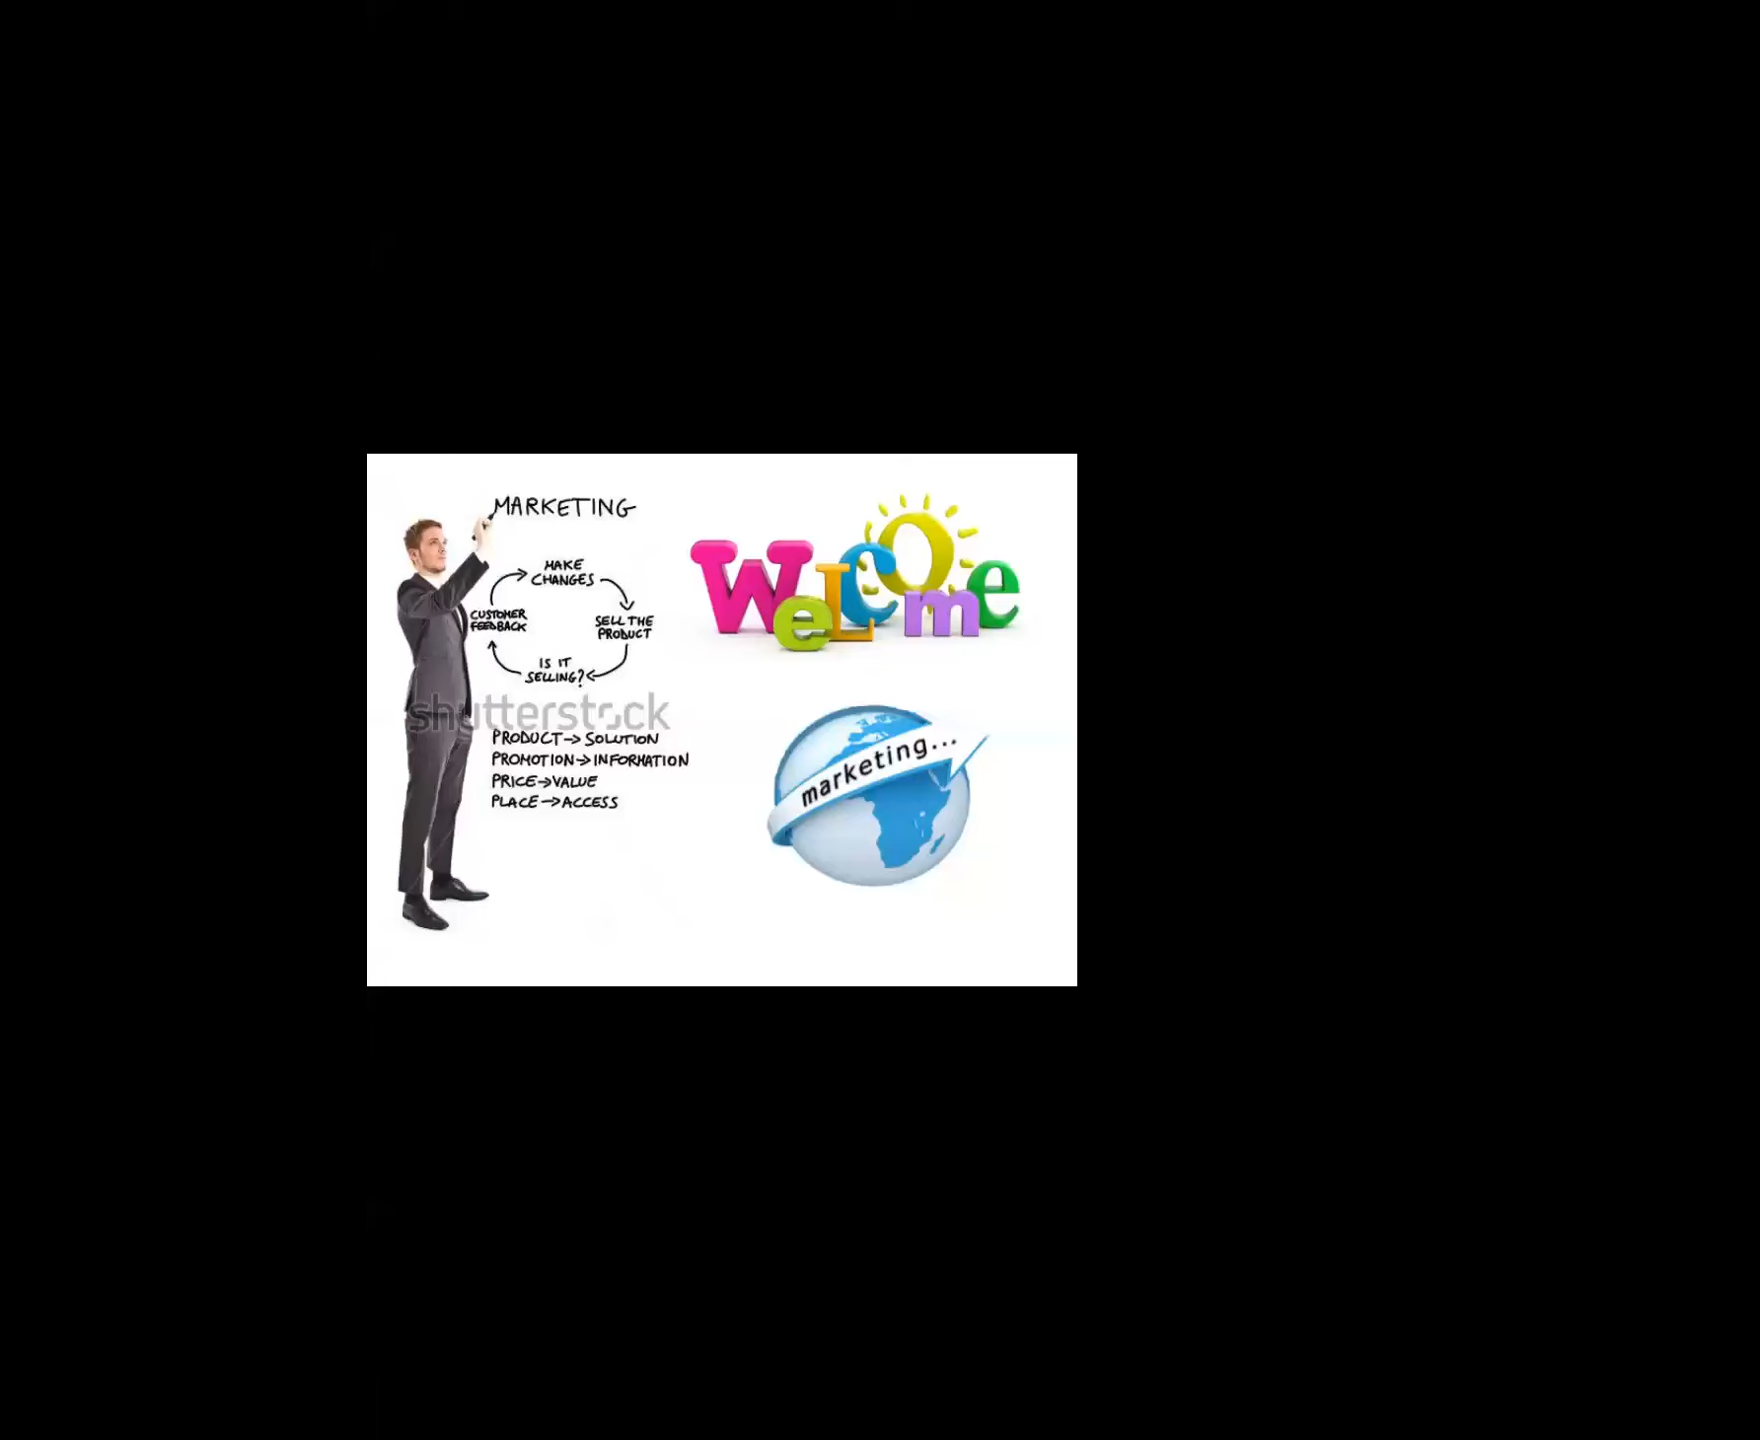 MARKETING
MAKE
CHANGES
CUSTOMER
FEEDBACK
SELL THE
PRODUCT
IS IT
SELLING?
shutterstock
PRODUCT→SOLUTION
PROMOTION→INFORMATION
PRICE→VALUE
PLACE→ACCESS
WeLcOme
marketing...